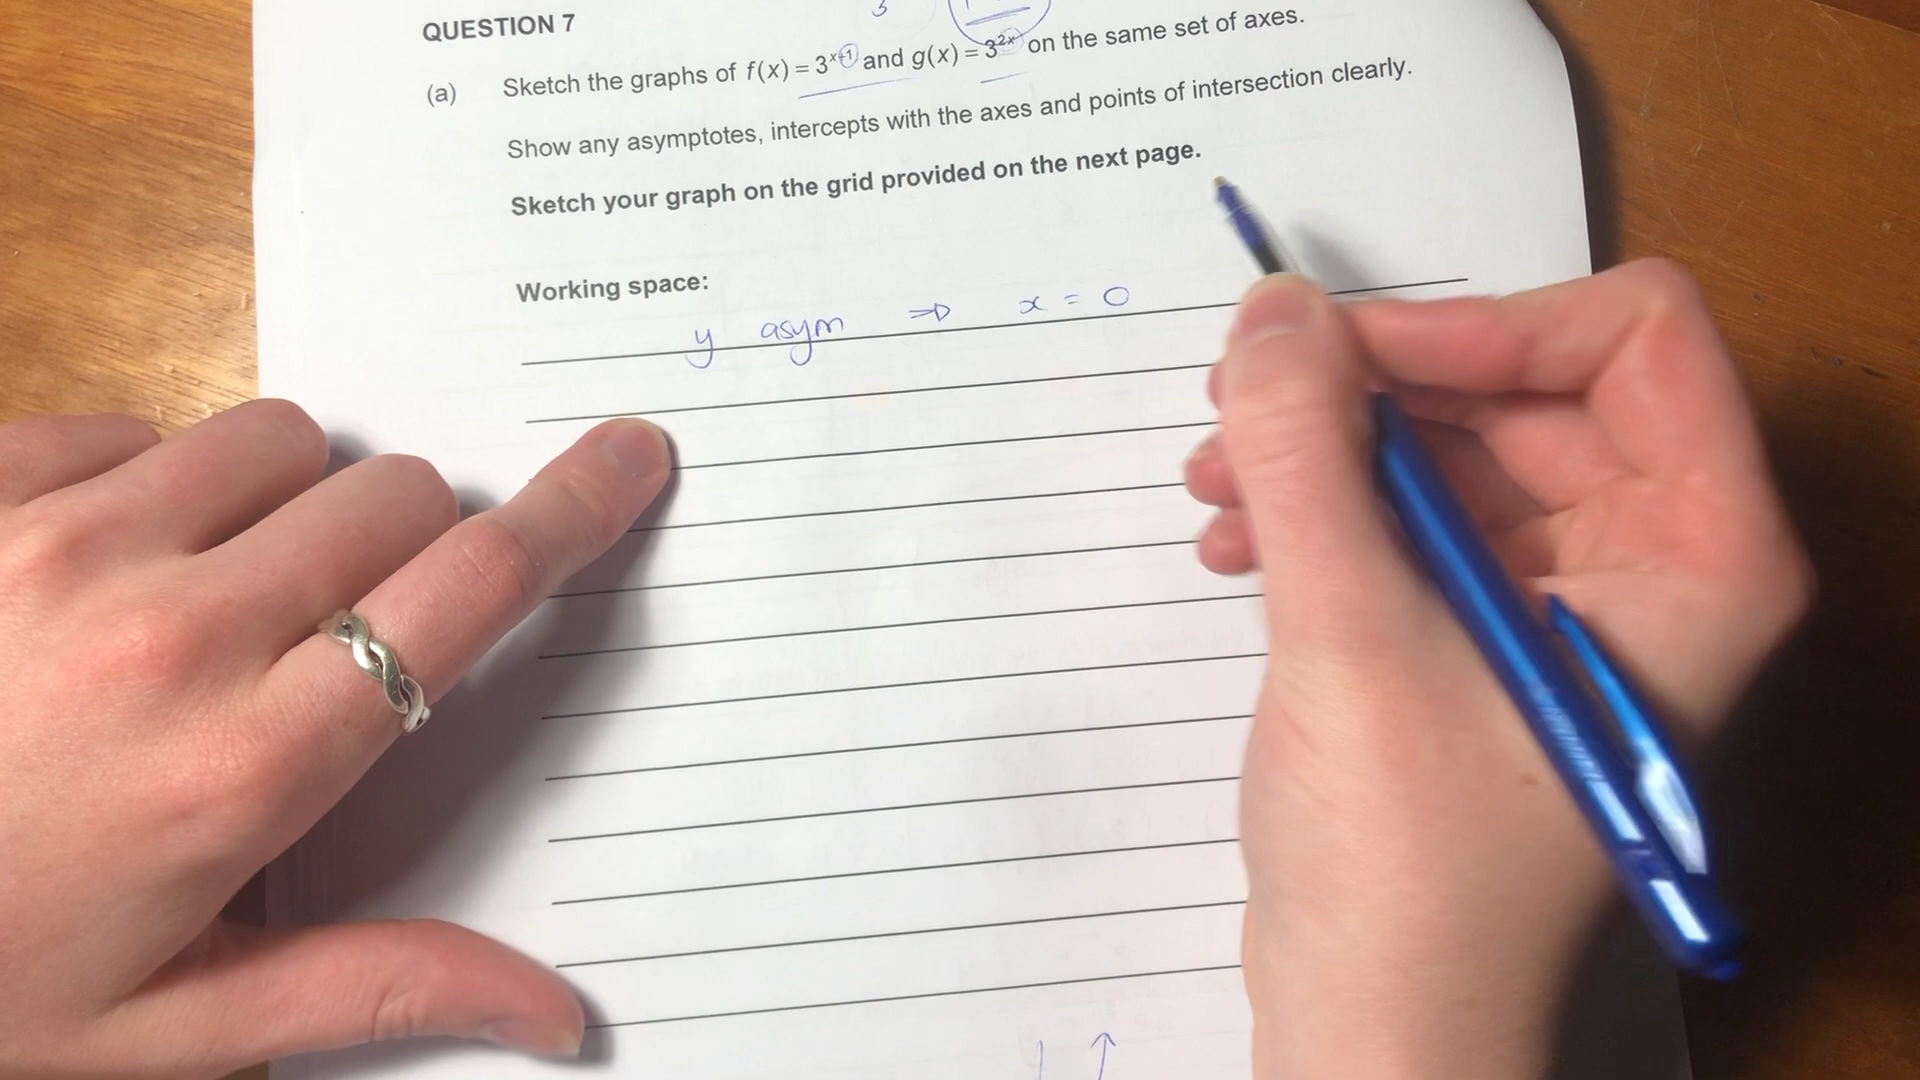 QUESTION 7
(a) Sketch the graphs of f(x) = 3^{x+1} and g(x) = 3^{2x} on the same set of axes.
Show any asymptotes, intercepts with the axes and points of intersection clearly.
Sketch your graph on the grid provided on the next page.
Working space:
y asym ⇒ x = 0